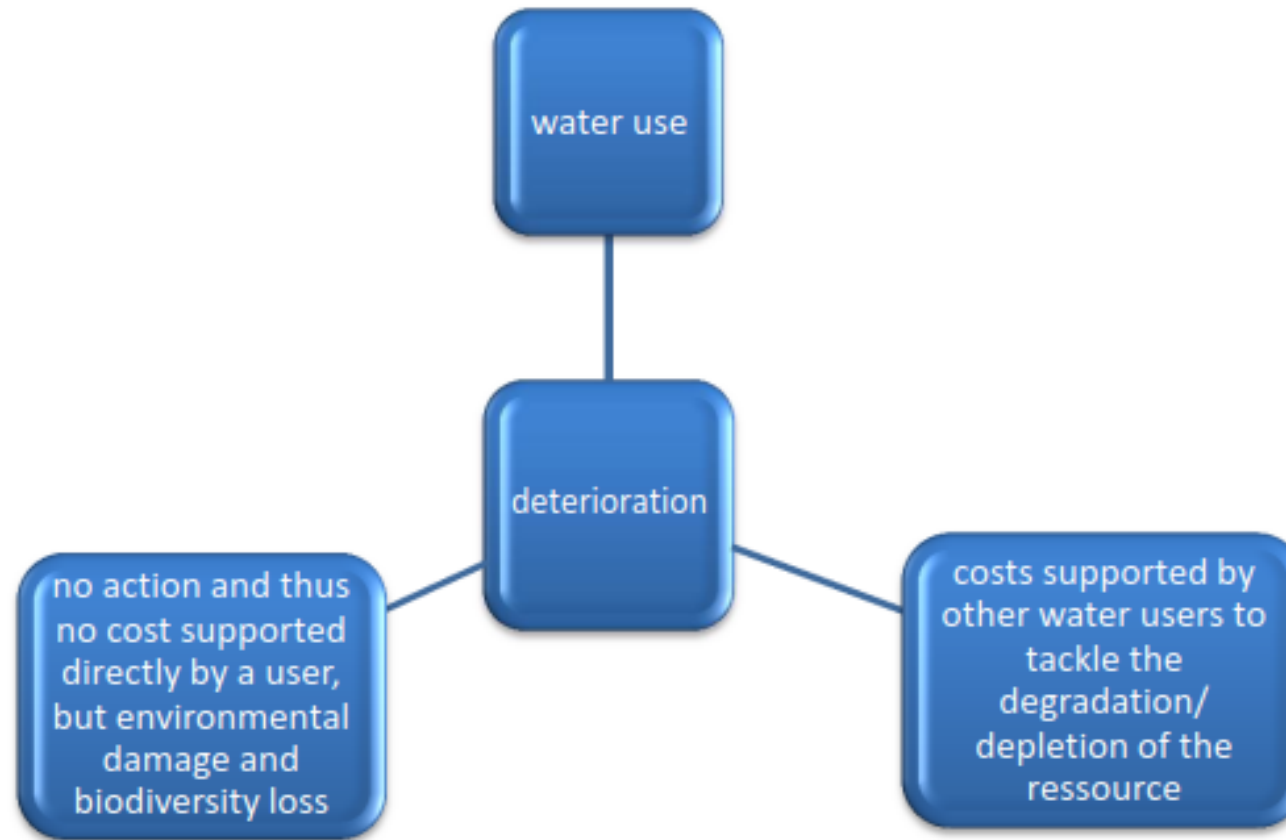 water use
deterioration
no action and thus
no cost supported
directly by a user,
but environmental
damage and
biodiversity loss
costs supported by
other water users to
tackle the
degradation/
depletion of the
ressource